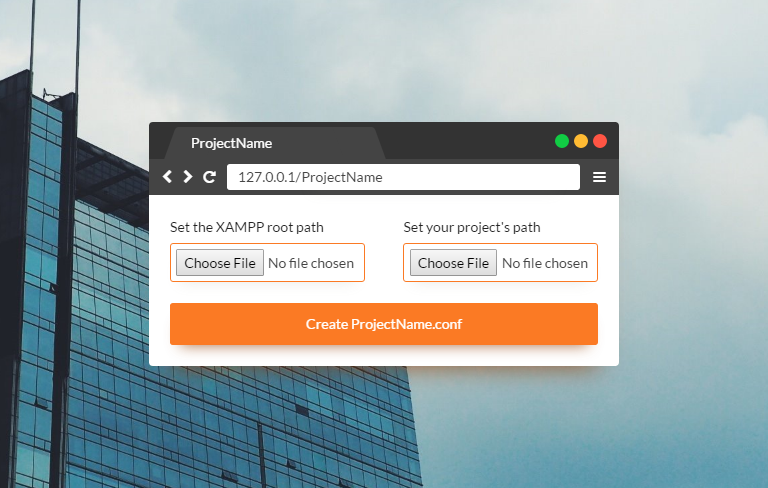 ProjectName
127.0.0.1/ProjectName
Set the XAMPP root path
Set your project's path
Choose File No file chosen
Choose File No file chosen
Create ProjectName.conf